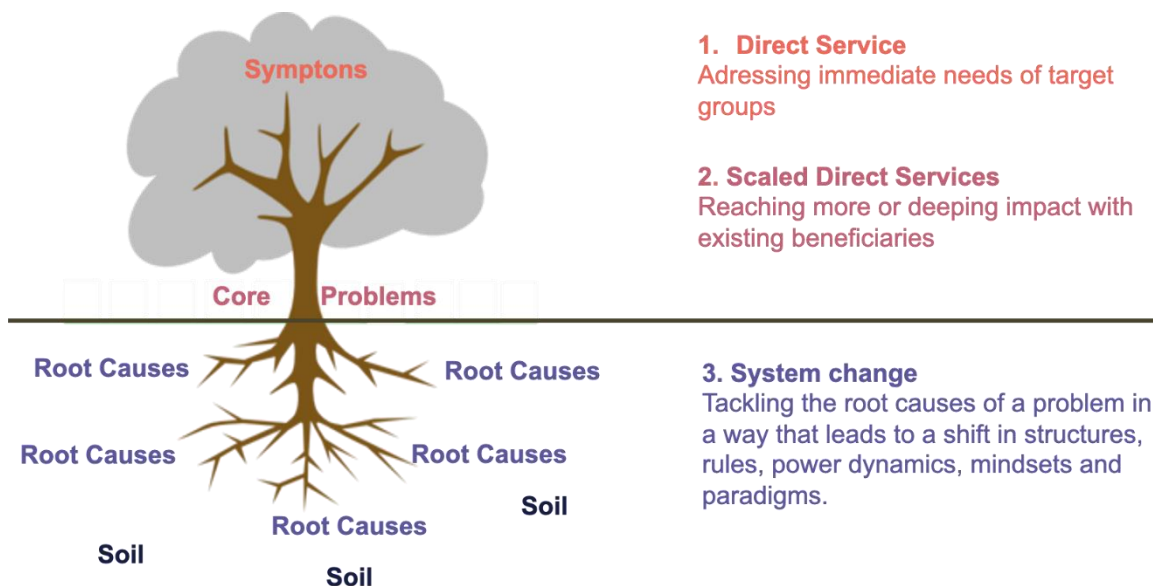 Symptons
Core Problems
Root Causes
Root Causes
Root Causes
Root Causes
Root Causes
Soil
Soil
Soil
1. Direct Service
Adressing immediate needs of target
groups
2. Scaled Direct Services
Reaching more or deeping impact with
existing beneficiaries
3. System change
Tackling the root causes of a problem in
a way that leads to a shift in structures,
rules, power dynamics, mindsets and
paradigms.